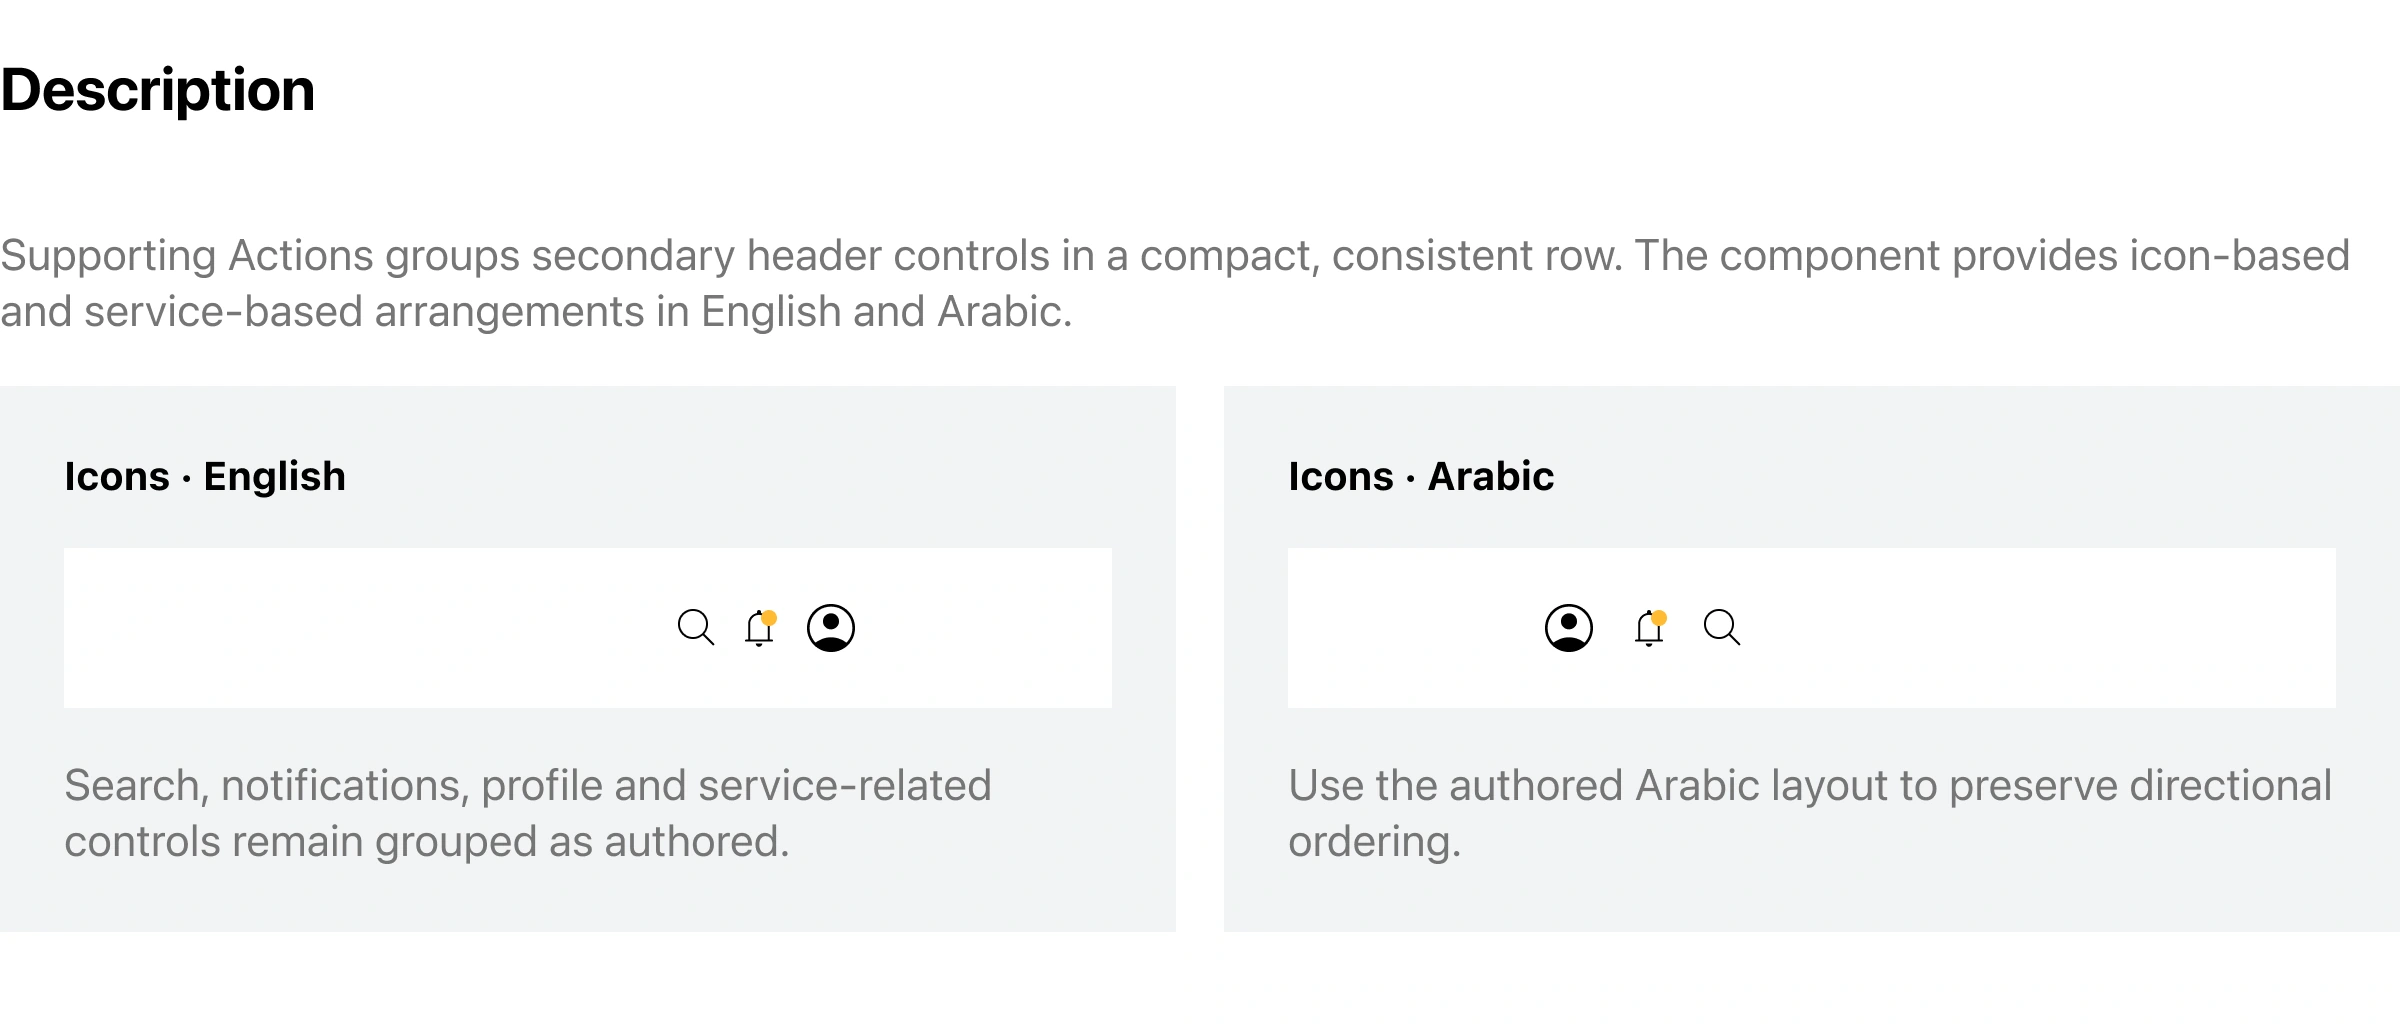 Description
Supporting Actions groups secondary header controls in a compact, consistent row. The component provides icon-based
and service-based arrangements in English and Arabic.
Icons · English
Search, notifications, profile and service-related
controls remain grouped as authored.
Icons · Arabic
Use the authored Arabic layout to preserve directional
ordering.